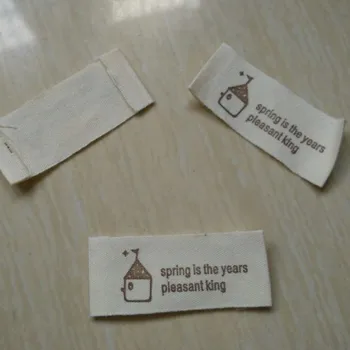 spring is the years
pleasant king
spring is the years
pleasant king